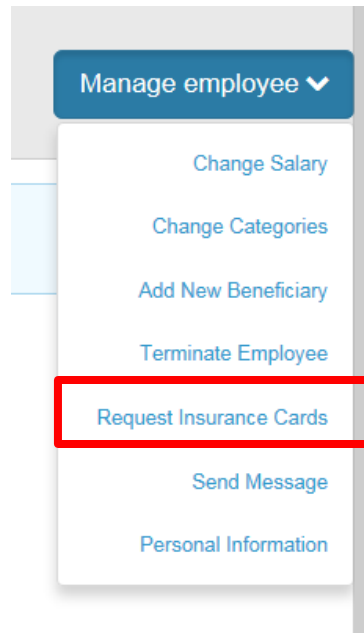 Manage employee
Change Salary
Change Categories
Add New Beneficiary
Terminate Employee
Request Insurance Cards
Send Message
Personal Information